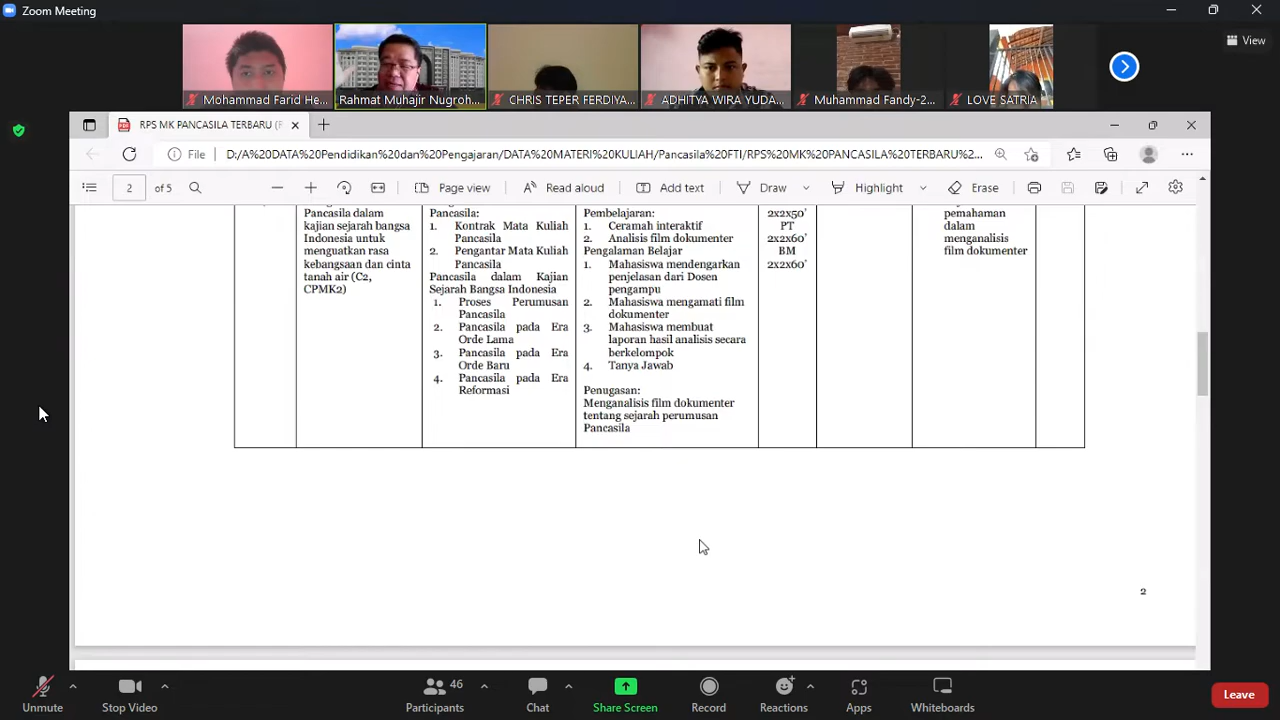 Zoom Meeting
View
Mohammad Farid He...
Rahmat Muhajir Nugroh...
CHRIS TEPER FERDIYA...
ADHITYA WIRA YUDA...
Muhammad Fandy-2...
LOVE SATRIA
RPS MK PANCASILA TERBARU (P
File
D:/A%20DATA%20Pendidikan%20dan%20Pengajaran/DATA%20MATERI%20KULIAH/Pancasila%20FTI/RPS%20MK%20PANCASILA%20TERBARU%2...
2 of 5
Page view
Read aloud
Add text
Draw
Highlight
Erase
Pancasila dalam
kajian sejarah bangsa
Indonesia untuk
menguatkan rasa
kebangsaan dan cinta
tanah air (C2,
CPMK2)
Pancasila:
1. Kontrak Mata Kuliah
Pancasila
2. Pengantar Mata Kuliah
Pancasila
Pancasila dalam Kajian
Sejarah Bangsa Indonesia
1. Proses Perumusan
Pancasila
2. Pancasila pada Era
Orde Lama
3. Pancasila pada Era
Orde Baru
4. Pancasila pada Era
Reformasi
Pembelajaran:
1. Ceramah interaktif
2. Analisis film dokumenter
Pengalaman Belajar
1. Mahasiswa mendengarkan
penjelasan dari Dosen
pengampu
2. Mahasiswa mengamati film
dokumenter
3. Mahasiswa membuat
laporan hasil analisis secara
berkelompok
4. Tanya Jawab
Penugasan:
Menganalisis film dokumenter
tentang sejarah perumusan
Pancasila
2x2x50'
PT
2x2x60'
BM
2x2x60'
pemahaman
dalam
menganalisis
film dokumenter
2
Unmute
Stop Video
46
Participants
Chat
Share Screen
Record
Reactions
Apps
Whiteboards
Leave